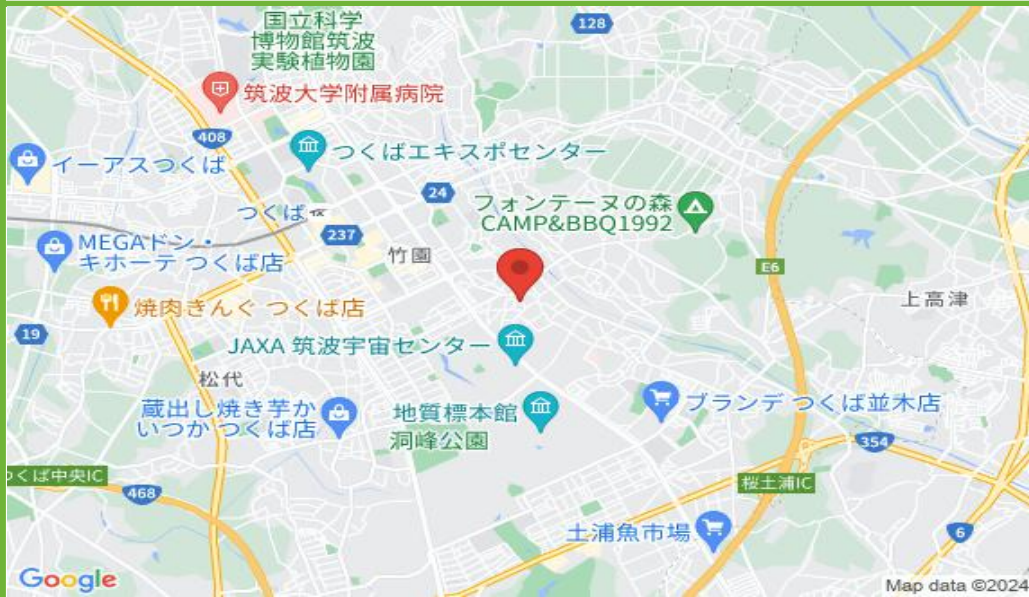 国立科学
博物館筑波
実験植物園
128
筑波大学附属病院
408
つくばエキスポセンター
イーアスつくば
24
フォンテーヌの森
CAMP&BBQ1992
つくば
237
MEGAドン・
キホーテ つくば店
竹園
E6
上高津
焼肉きんぐ つくば店
19
JAXA 筑波宇宙センター
松代
蔵出し焼き芋か
いつか つくば店
地質標本館
洞峰公園
ブランデ つくば並木店
354
つくば中央IC
468
桜土浦IC
土浦魚市場
6
Google
Map data ©2024